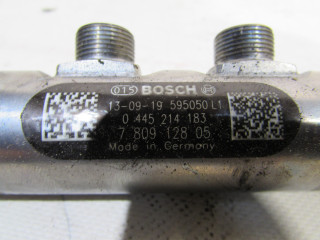 BOSCH
13-09-19 595050 L1
0 445 214 183
7 809 128 05
Made in Germany